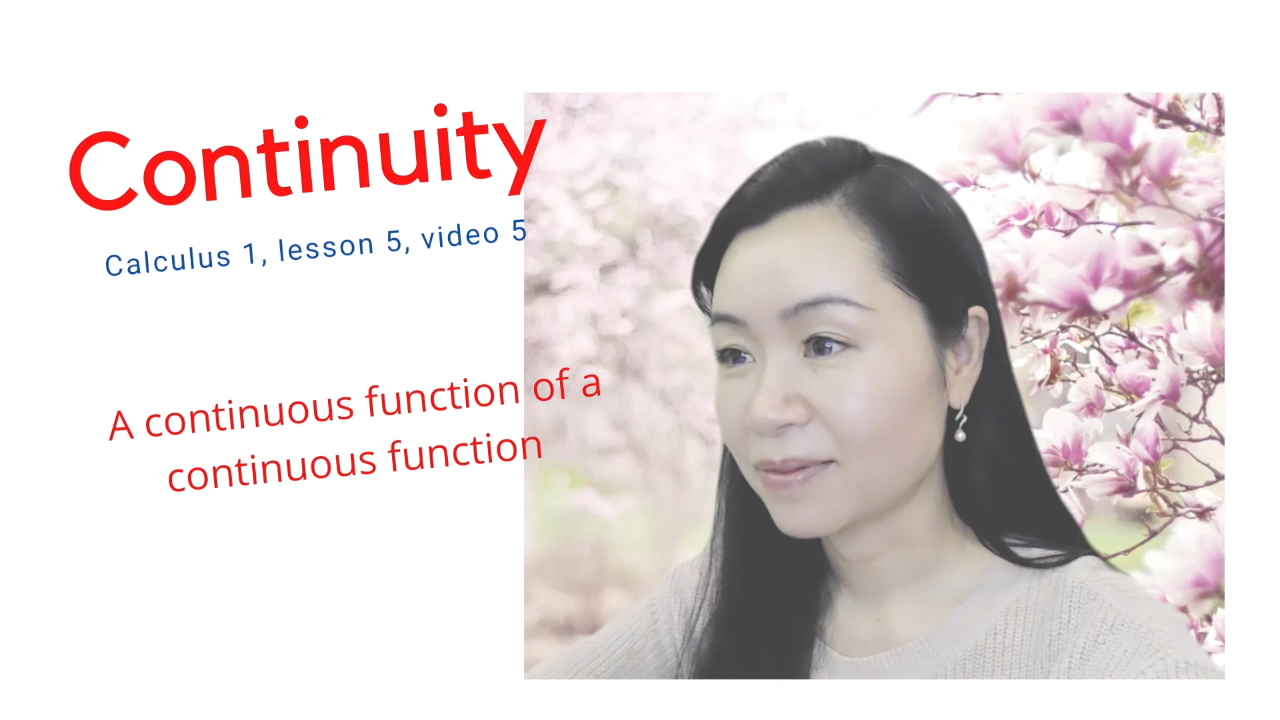 Continuity
Calculus 1, lesson 5, video 5
A continuous function of a
continuous function